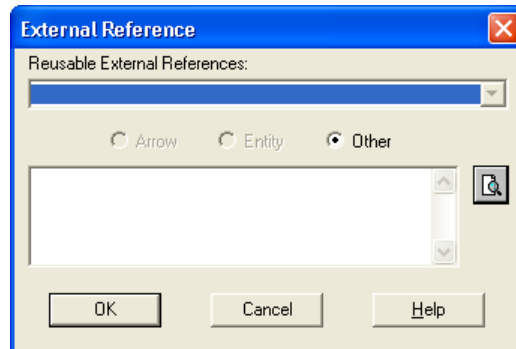 External Reference
Reusable External References:
Arrow Entity Other
OK Cancel Help